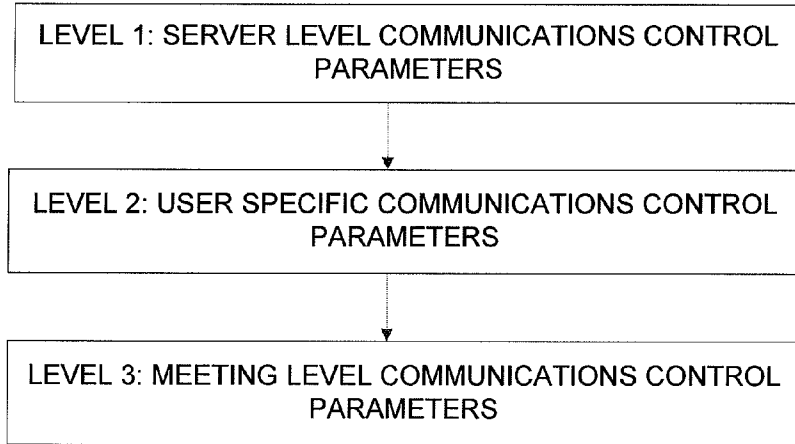 LEVEL 1: SERVER LEVEL COMMUNICATIONS CONTROL
PARAMETERS
LEVEL 2: USER SPECIFIC COMMUNICATIONS CONTROL
PARAMETERS
LEVEL 3: MEETING LEVEL COMMUNICATIONS CONTROL
PARAMETERS